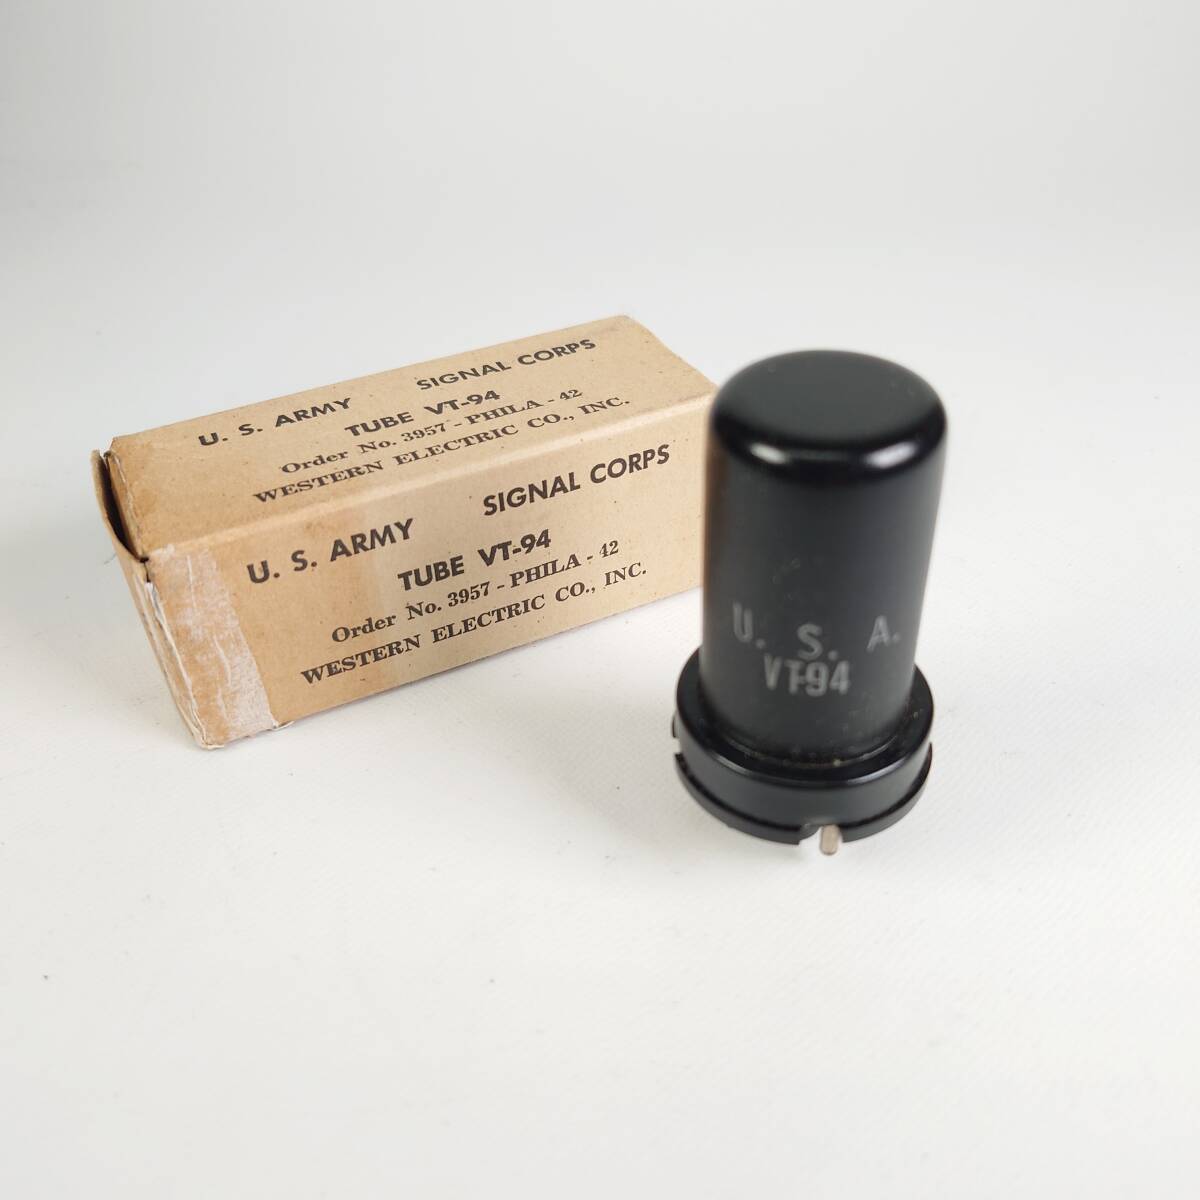 U. S. ARMY SIGNAL CORPS
TUBE VT-94
Order No. 3957 - PHILA - 42
WESTERN ELECTRIC CO., INC.
U. S. ARMY SIGNAL CORPS
TUBE VT-94
Order No. 3957 - PHILA - 42
WESTERN ELECTRIC CO., INC.
U. S. A.
VT-94